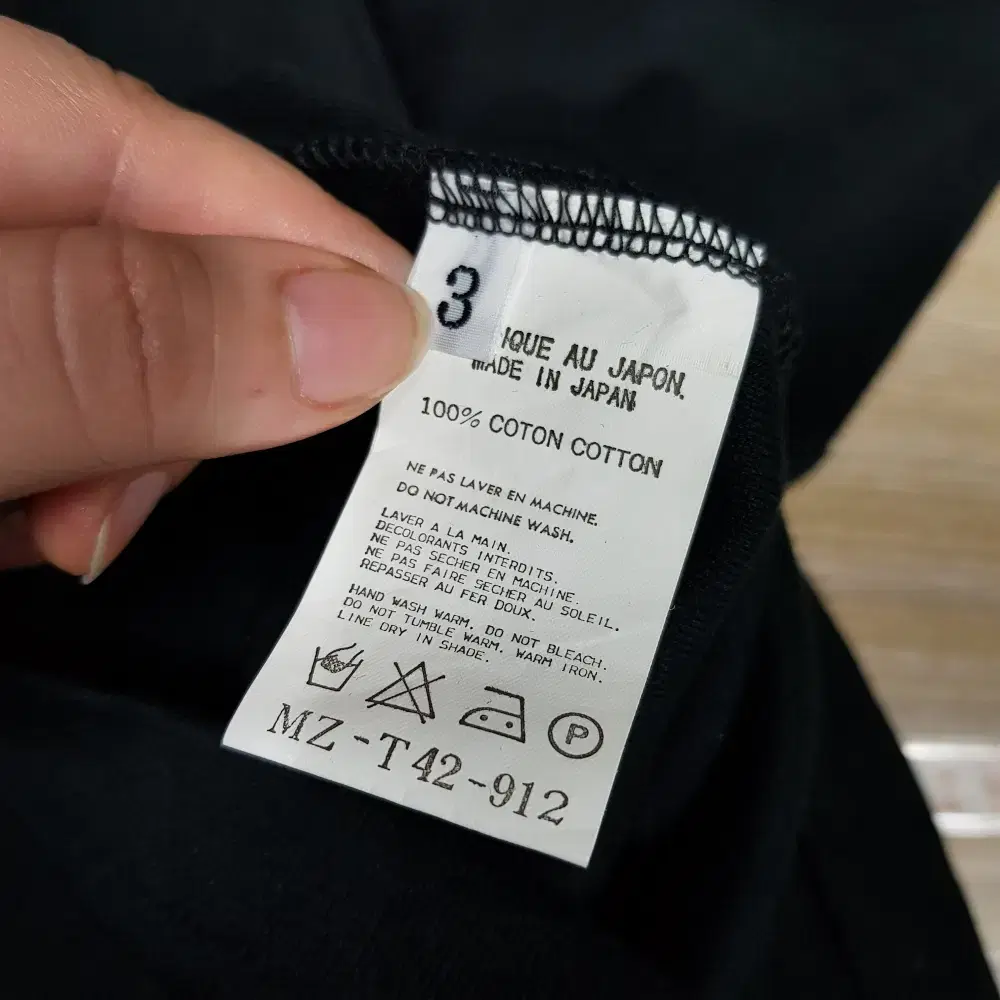 3
IQUE AU JAPON.
MADE IN JAPAN
100% COTON COTTON
NE PAS LAVER EN MACHINE.
DO NOT MACHINE WASH.
LAVER A LA MAIN.
DECOLORANTS INTERDITS.
NE PAS SECHER EN MACHINE.
NE PAS FAIRE SECHER AU SOLEIL.
REPASSER AU FER DOUX.
HAND WASH WARM. DO NOT BLEACH.
DO NOT TUMBLE WARM. WARM IRON.
LINE DRY IN SHADE.
P
MZ-T42-912